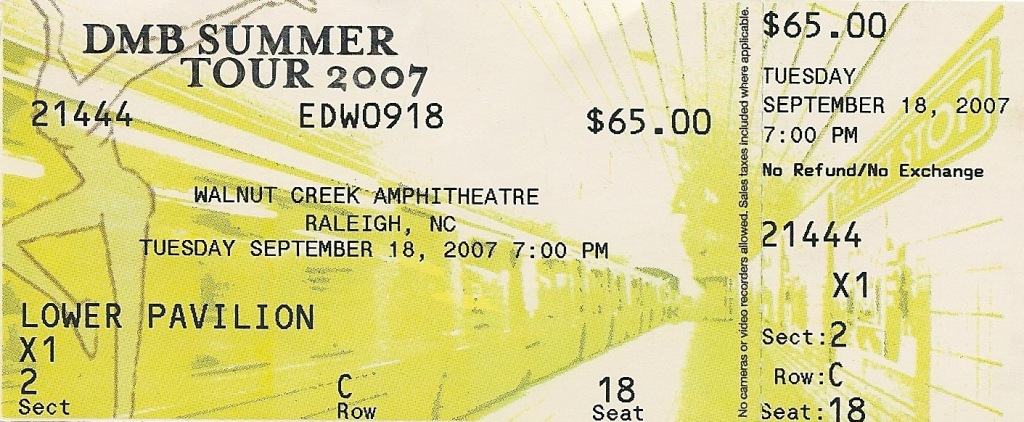 DMB SUMMER
TOUR 2007
21444 EDW0918 $65.00
WALNUT CREEK AMPHITHEATRE
RALEIGH, NC
TUESDAY SEPTEMBER 18, 2007 7:00 PM
LOWER PAVILION
X1
2 C 18
Sect Row Seat
No cameras or video recorders allowed. Sales taxes included where applicable.
$65.00
TUESDAY
SEPTEMBER 18, 2007
7:00 PM
No Refund/No Exchange
THE LAST STOP
21444
X1
Sect:2
Row:C
Seat:18